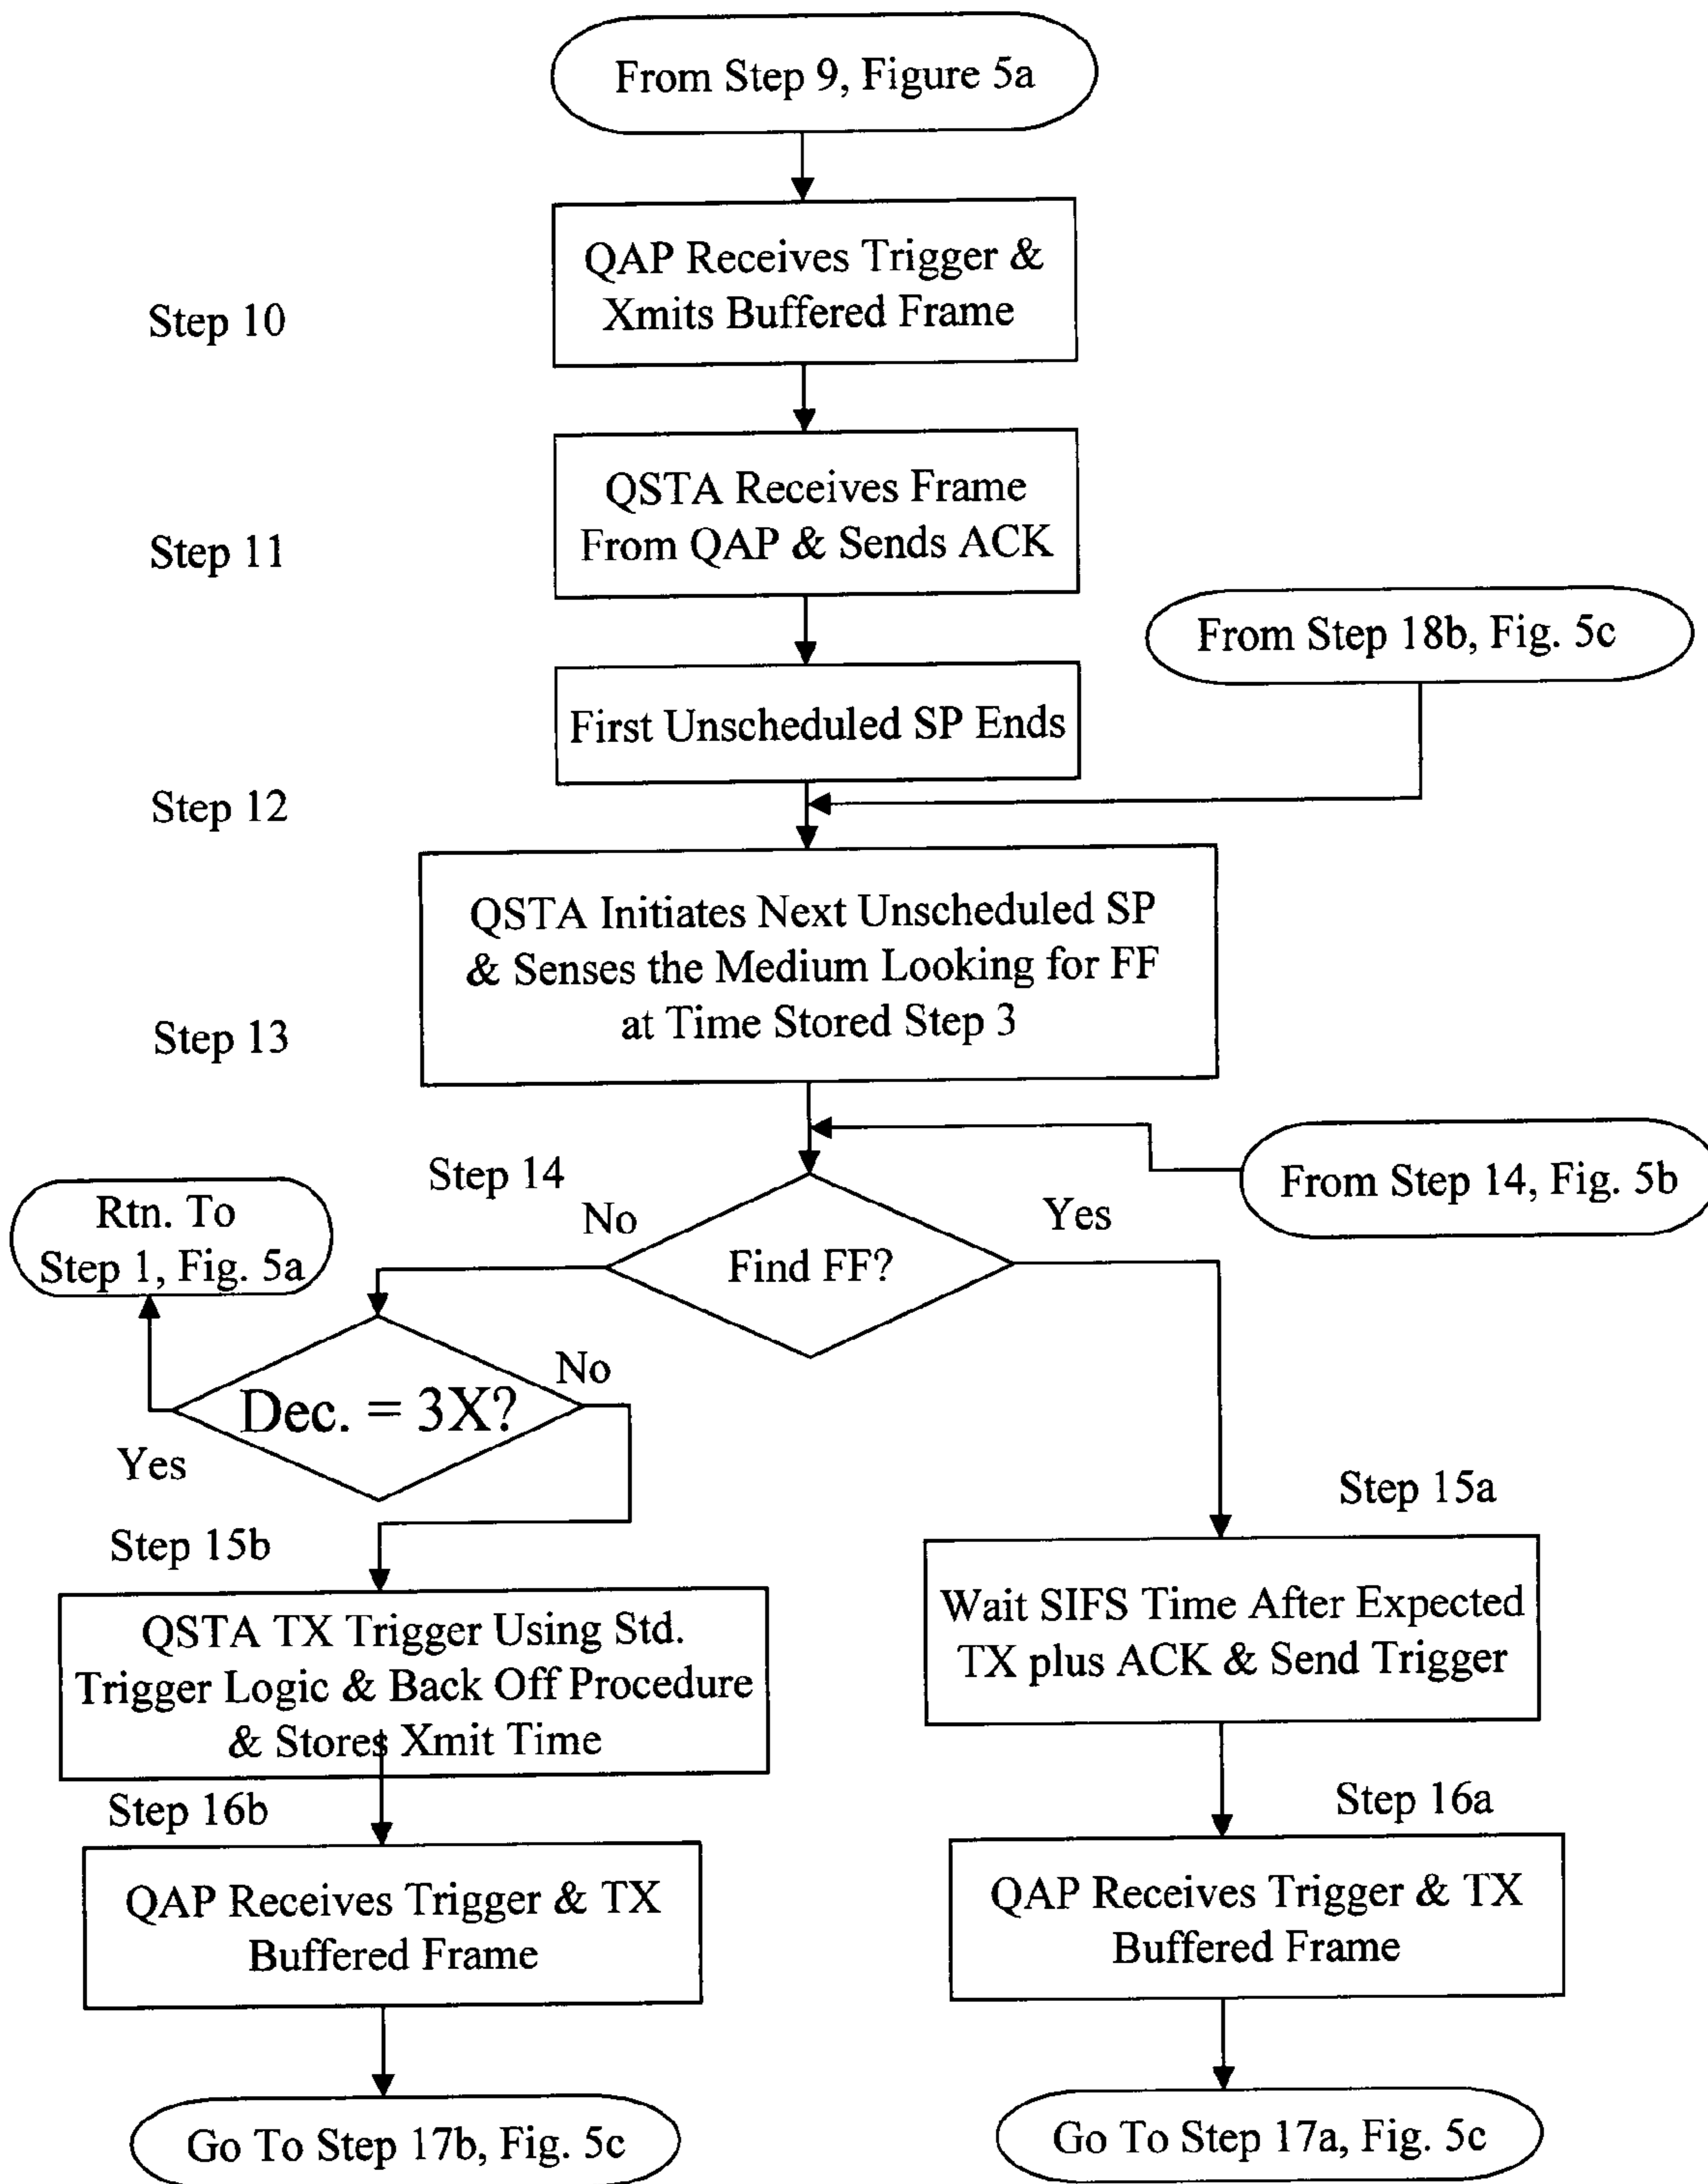 From Step 9, Figure 5a
QAP Receives Trigger &
Xmits Buffered Frame
Step 10
QSTA Receives Frame
From QAP & Sends ACK
Step 11
From Step 18b, Fig. 5c
First Unscheduled SP Ends
Step 12
QSTA Initiates Next Unscheduled SP
& Senses the Medium Looking for FF
at Time Stored Step 3
Step 13
Step 14
From Step 14, Fig. 5b
Rtn. To
Step 1, Fig. 5a
No
Yes
Find FF?
No
Dec. = 3X?
Yes
Step 15a
Step 15b
Wait SIFS Time After Expected
TX plus ACK & Send Trigger
QSTA TX Trigger Using Std.
Trigger Logic & Back Off Procedure
& Stores Xmit Time
Step 16b
Step 16a
QAP Receives Trigger & TX
Buffered Frame
QAP Receives Trigger & TX
Buffered Frame
Go To Step 17b, Fig. 5c
Go To Step 17a, Fig. 5c